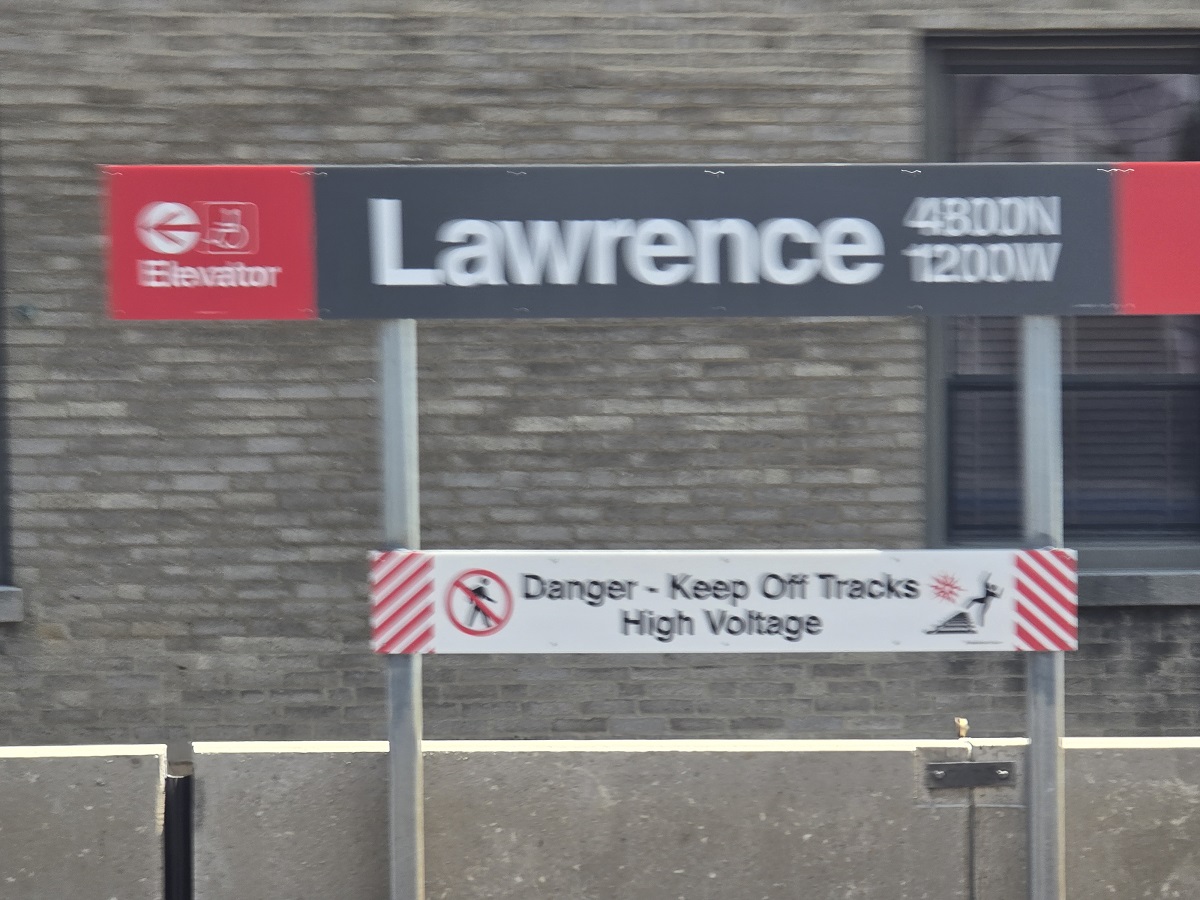 Elevator
Lawrence
4800N
1200W
Danger - Keep Off Tracks
High Voltage